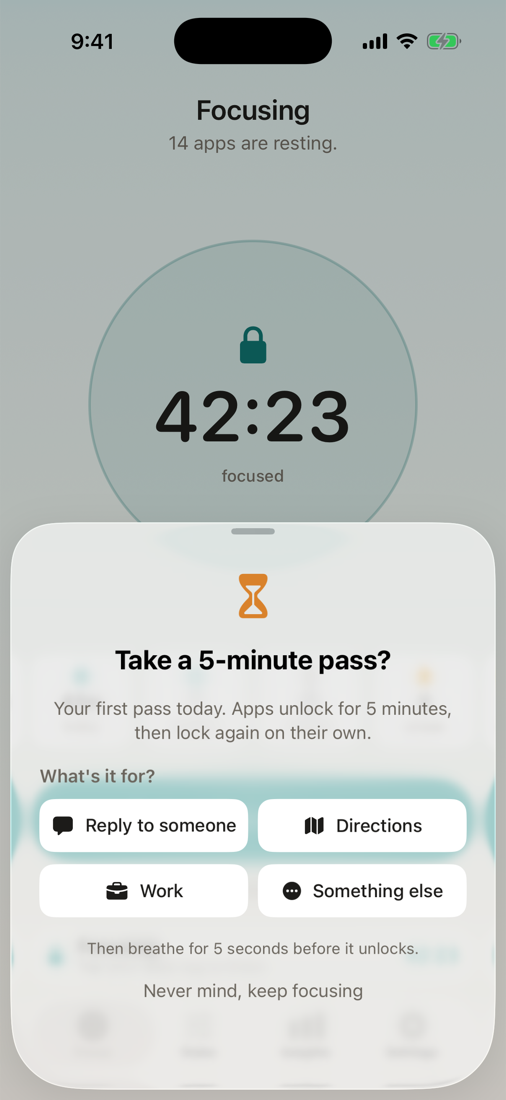 9:41
Focusing
14 apps are resting.
42:23
focused
Take a 5-minute pass?
Your first pass today. Apps unlock for 5 minutes,
then lock again on their own.
What's it for?
Reply to someone
Directions
Work
Something else
Then breathe for 5 seconds before it unlocks.
Never mind, keep focusing